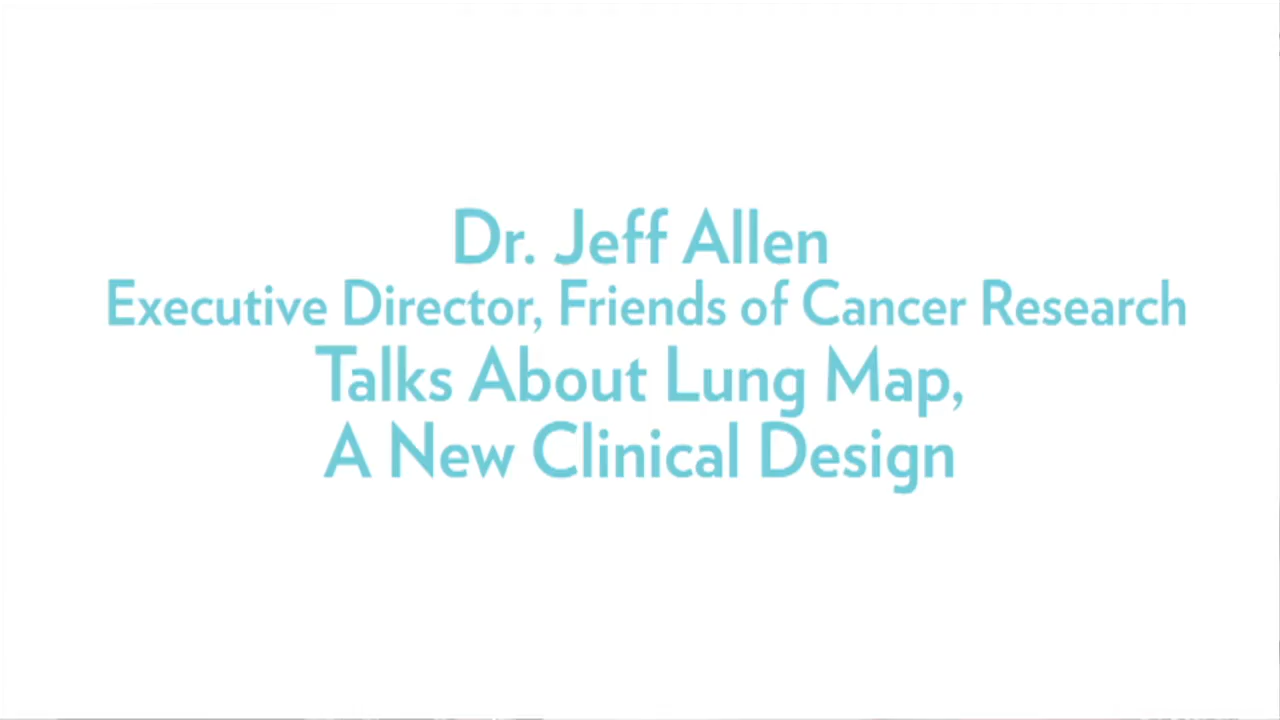 Dr. Jeff Allen
Executive Director, Friends of Cancer Research
Talks About Lung Map,
A New Clinical Design